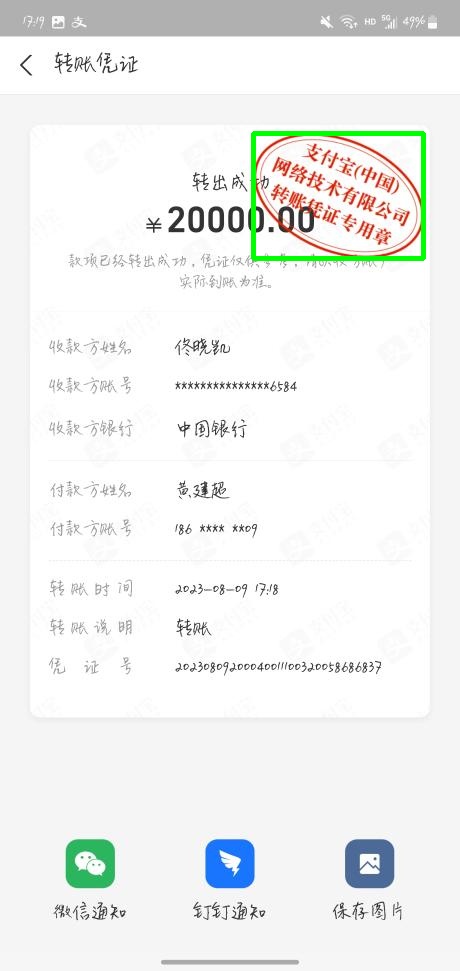 17:19 支 HD 5G 49%
转账凭证
支付宝(中国)
网络技术有限公司
转账凭证专用章
转出成功
￥20000.00
款项已经转出成功，凭证仅供参考，
实际到账为准。
收款方姓名 佟晓凯
收款方账号 ***************6584
收款方银行 中国银行
付款方姓名 黄建超
付款方账号 186 **** **09
转账时间 2023-08-09 17:18
转账说明 转账
凭证号 20230809200040011100320058686837
微信通知 钉钉通知 保存图片